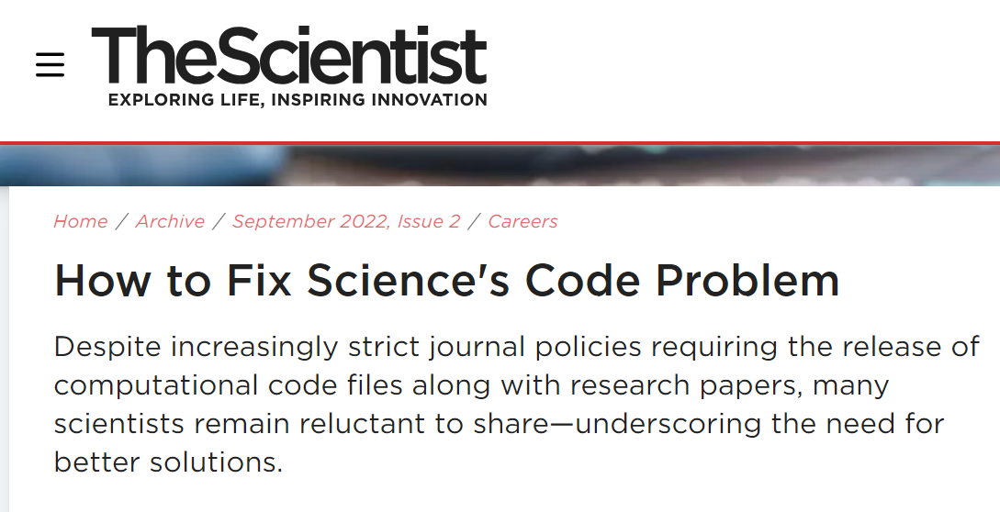 TheScientist
EXPLORING LIFE, INSPIRING INNOVATION
Home / Archive / September 2022, Issue 2 / Careers
How to Fix Science's Code Problem
Despite increasingly strict journal policies requiring the release of
computational code files along with research papers, many
scientists remain reluctant to share—underscoring the need for
better solutions.